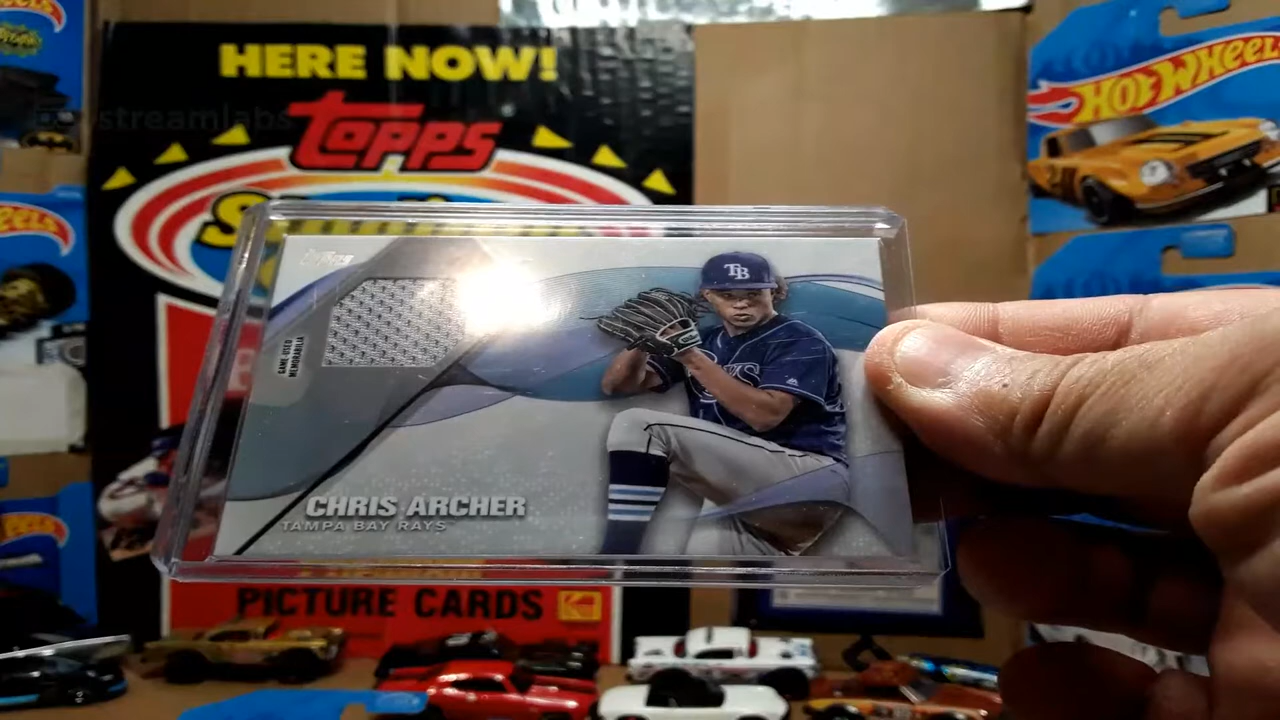 HERE NOW!
streamlabs
TOPPS
HOT WHEELS
Topps
TB
GAME-USED
MEMORABILIA
CHRIS ARCHER
TAMPA BAY RAYS
PICTURE CARDS